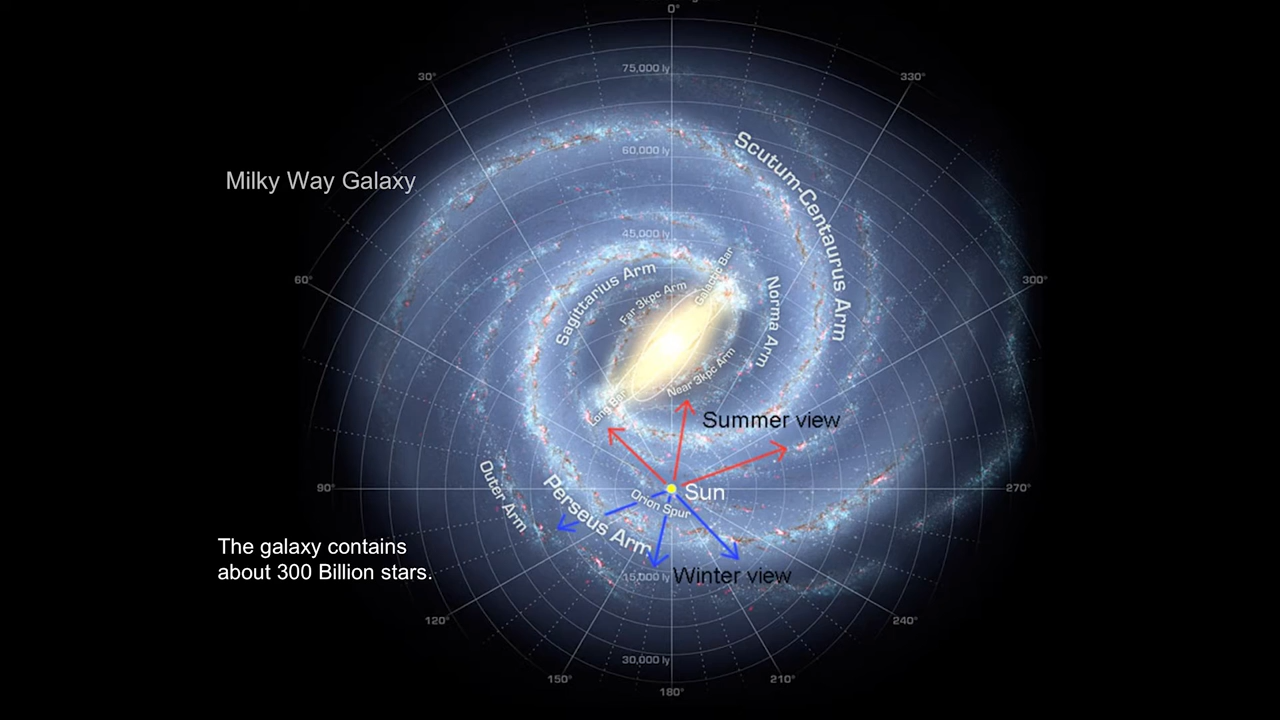 0°
75,000 ly
30°
330°
Scutum-Centaurus Arm
60,000 ly
Milky Way Galaxy
45,000 ly
Sagittarius Arm
Far 3kpc Arm
Galactic Bar
60°
300°
Norma Arm
Near 3kpc Arm
Long Bar
Summer view
90°
Outer Arm
Perseus Arm
Orion Spur
Sun
270°
The galaxy contains
about 300 Billion stars.
15,000 ly
Winter view
120°
240°
30,000 ly
150°
210°
180°